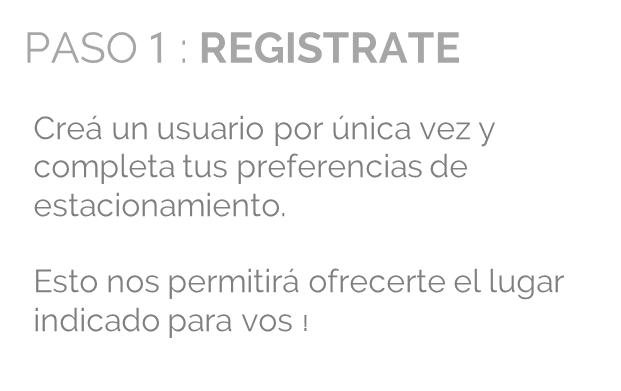 PASO 1 : REGISTRATE
Creá un usuario por única vez y
completa tus preferencias de
estacionamiento.
Esto nos permitirá ofrecerte el lugar
indicado para vos !